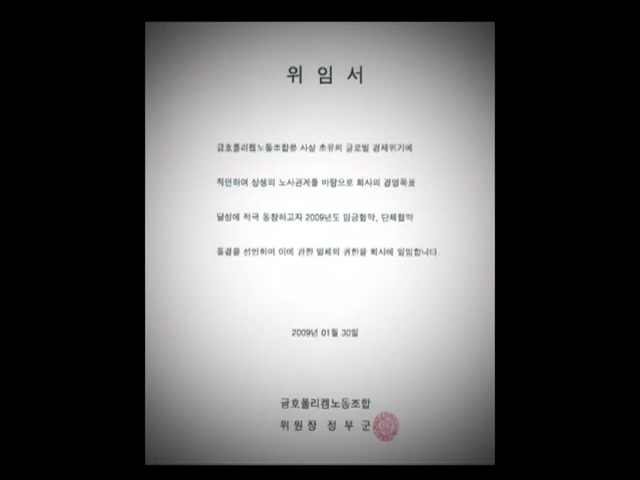 위 임 서
금호폴리켐노동조합은 사상 초유의 글로벌 경제위기에
직면하여 상생의 노사관계를 바탕으로 회사의 경영목표
달성에 적극 동참하고자 2009년도 임금협약, 단체협약
동결을 선언하며 이에 관한 일체의 권한을 회사에 일임합니다.
2009년 01월 30일
금호폴리켐노동조합
위 원 장 정 부 군